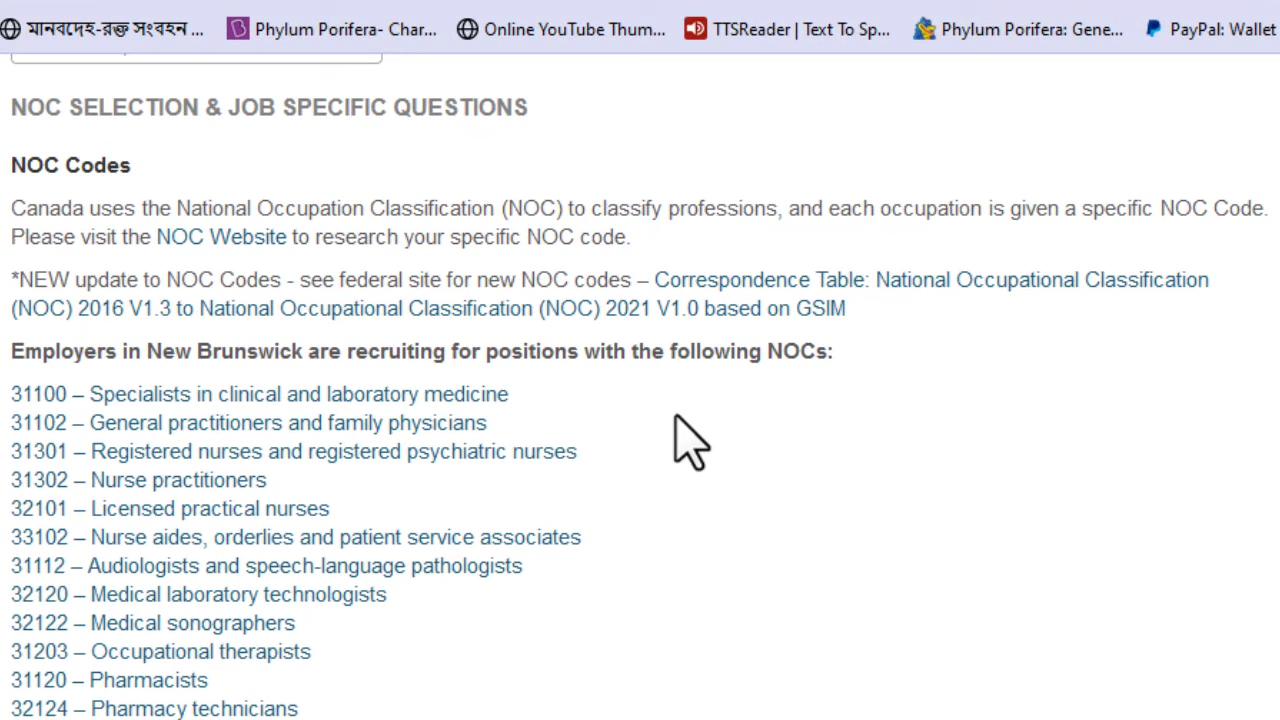 মানবদেহ-রক্ত সংবহন ... Phylum Porifera- Char... Online YouTube Thum... TTSReader | Text To Sp... Phylum Porifera: Gene... PayPal: Wallet
NOC SELECTION & JOB SPECIFIC QUESTIONS
NOC Codes
Canada uses the National Occupation Classification (NOC) to classify professions, and each occupation is given a specific NOC Code.
Please visit the NOC Website to research your specific NOC code.
*NEW update to NOC Codes - see federal site for new NOC codes – Correspondence Table: National Occupational Classification
(NOC) 2016 V1.3 to National Occupational Classification (NOC) 2021 V1.0 based on GSIM
Employers in New Brunswick are recruiting for positions with the following NOCs:
31100 – Specialists in clinical and laboratory medicine
31102 – General practitioners and family physicians
31301 – Registered nurses and registered psychiatric nurses
31302 – Nurse practitioners
32101 – Licensed practical nurses
33102 – Nurse aides, orderlies and patient service associates
31112 – Audiologists and speech-language pathologists
32120 – Medical laboratory technologists
32122 – Medical sonographers
31203 – Occupational therapists
31120 – Pharmacists
32124 – Pharmacy technicians